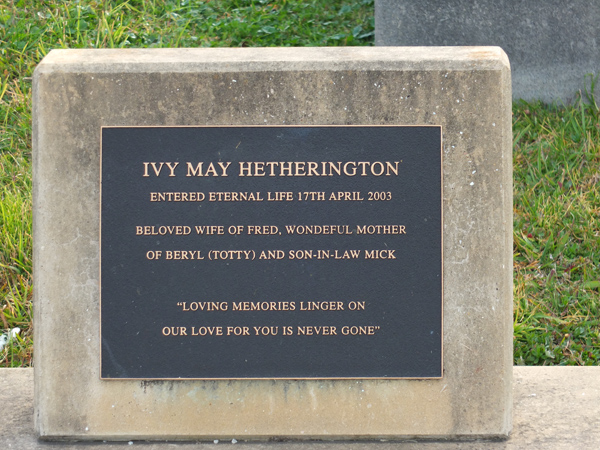 IVY MAY HETHERINGTON
ENTERED ETERNAL LIFE 17TH APRIL 2003
BELOVED WIFE OF FRED, WONDEFUL MOTHER
OF BERYL (TOTTY) AND SON-IN-LAW MICK
“LOVING MEMORIES LINGER ON
OUR LOVE FOR YOU IS NEVER GONE”